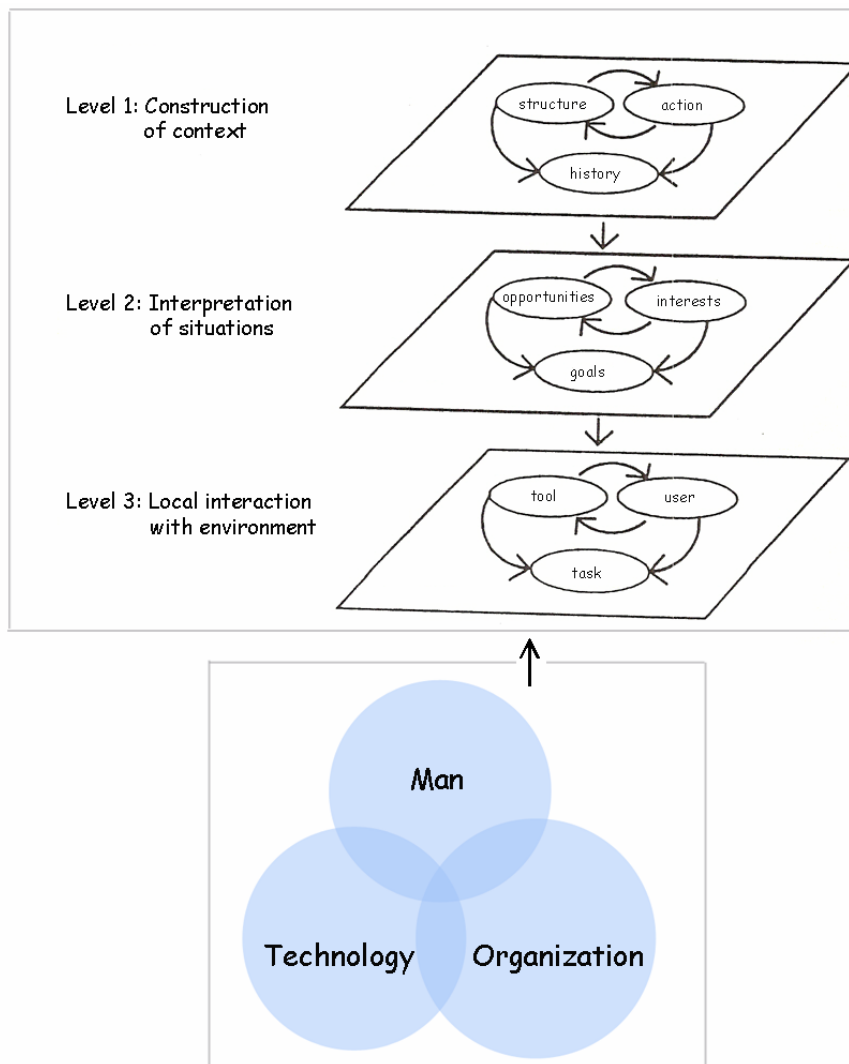 Level 1: Construction
of context
structure
action
history
Level 2: Interpretation
of situations
opportunities
interests
goals
Level 3: Local interaction
with environment
tool
user
task
Man
Technology
Organization